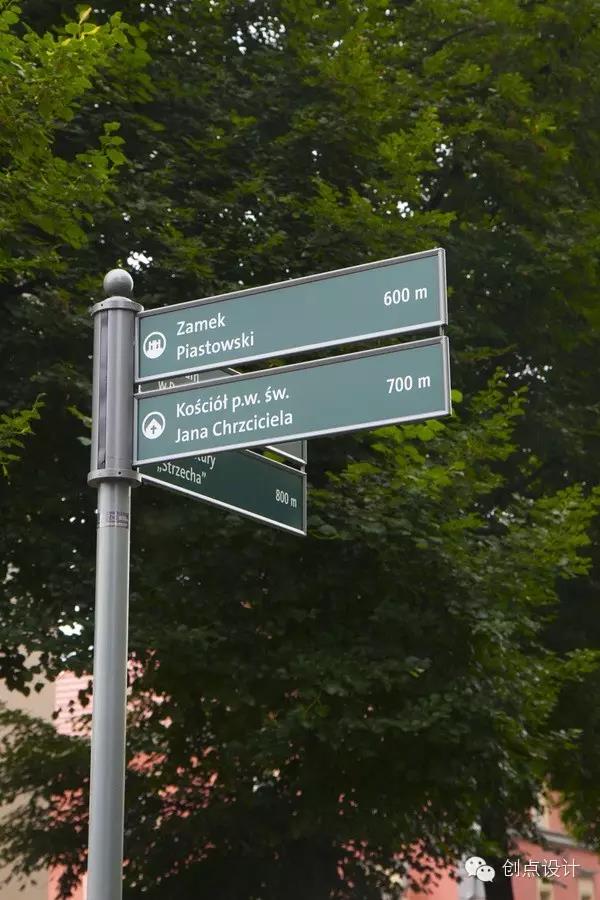 Zamek
Piastowski
600 m
Kościół p.w. św.
Jana Chrzciciela
700 m
„Strzecha”
800 m
创点设计